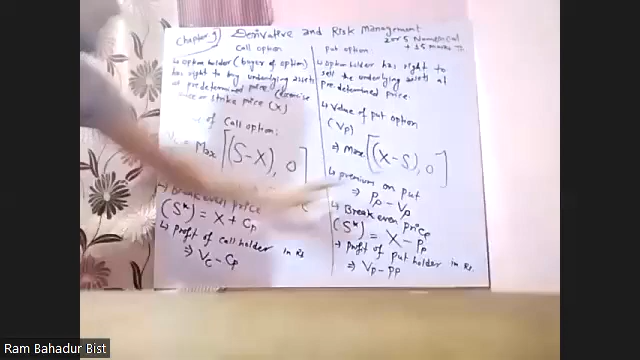 Chapter 9 Derivative and Risk Management
2 or 5 Numerical
+ 15 marks
Call option
↳ option holder (buyer of option)
has right to buy underlying assets
at predetermined price (exercise
or strike price (X)
of call option:
= Max [(S-X), 0]
Break even price
(S*) = X + Cp
↳ Profit of call holder in Rs
⇒ Vc - Cp
Put option:
↳ option holder has right to
sell the underlying assets at
predetermined price.
↳ Value of put option
(Vp)
⇒ Max [(X-S), 0]
↳ premium on put
⇒ Pp - Vp
↳ Break even price
(S*) = X - Pp
⇒ Profit of put holder in Rs.
⇒ Vp - Pp
Ram Bahadur Bist